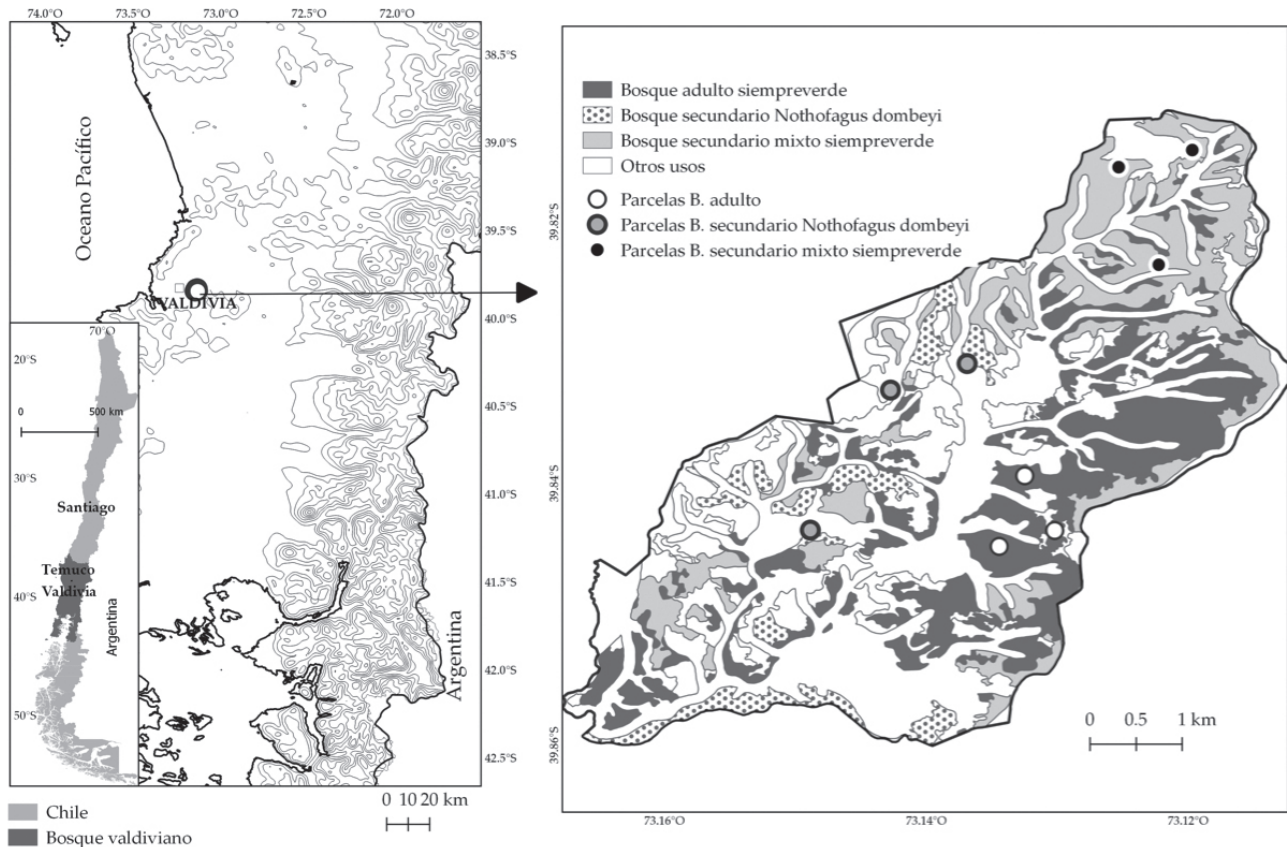 74.0°O
73.5°O
73.0°O
72.5°O
72.0°O
38.5°S
39.0°S
39.5°S
40.0°S
40.5°S
41.0°S
41.5°S
42.0°S
42.5°S
Oceano Pacífico
VALDIVIA
Argentina
70°O
20°S
30°S
40°S
50°S
0
500 km
Santiago
Temuco
Valdivia
Argentina
Chile
Bosque valdiviano
0 10 20 km
Bosque adulto siempreverde
Bosque secundario Nothofagus dombeyi
Bosque secundario mixto siempreverde
Otros usos
Parcelas B. adulto
Parcelas B. secundario Nothofagus dombeyi
Parcelas B. secundario mixto siempreverde
39.82°S
39.84°S
39.86°S
0 0.5 1 km
73.16°O
73.14°O
73.12°O